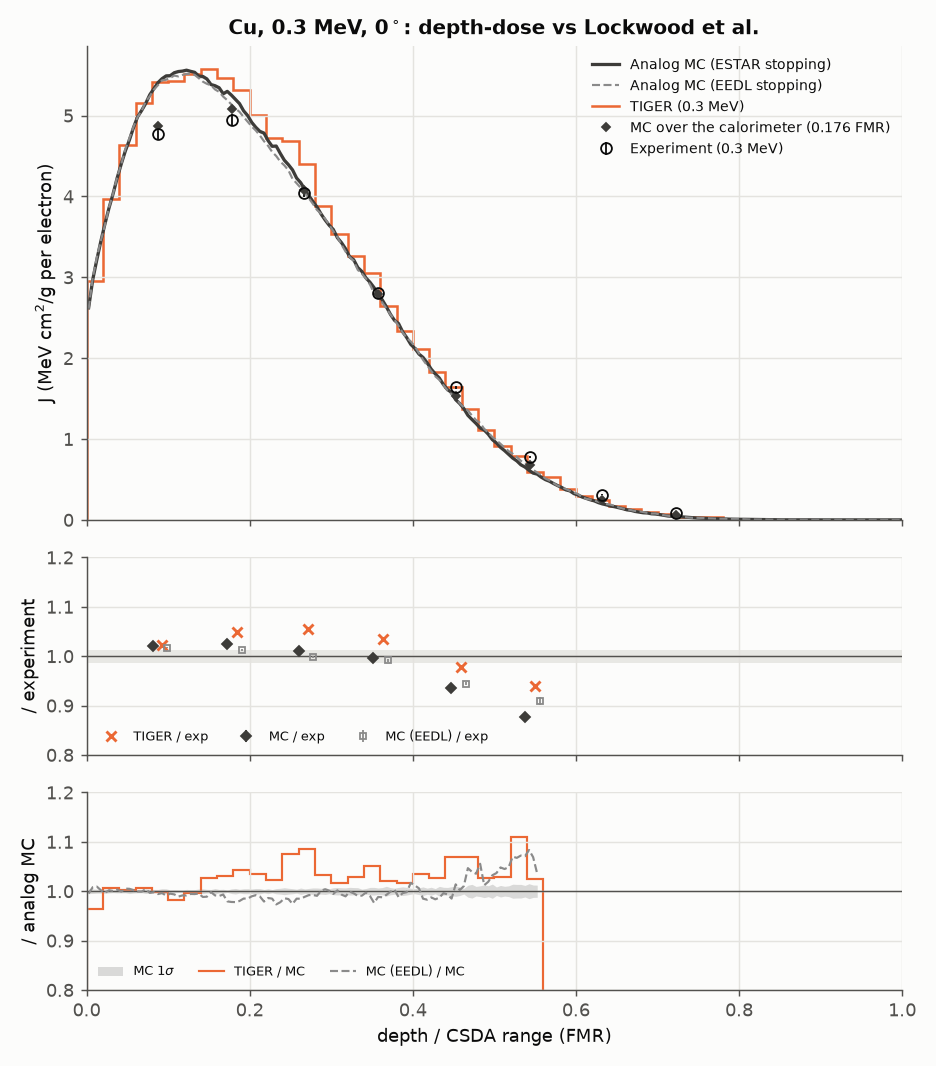 Cu, 0.3 MeV, 0°: depth-dose vs Lockwood et al.
Analog MC (ESTAR stopping)
Analog MC (EEDL stopping)
TIGER (0.3 MeV)
MC over the calorimeter (0.176 FMR)
Experiment (0.3 MeV)
J (MeV cm²/g per electron)
5
4
3
2
1
0
/ experiment
1.2
1.1
1.0
0.9
0.8
TIGER / exp
MC / exp
MC (EEDL) / exp
/ analog MC
1.2
1.1
1.0
0.9
0.8
MC 1σ
TIGER / MC
MC (EEDL) / MC
0.0 0.2 0.4 0.6 0.8 1.0
depth / CSDA range (FMR)